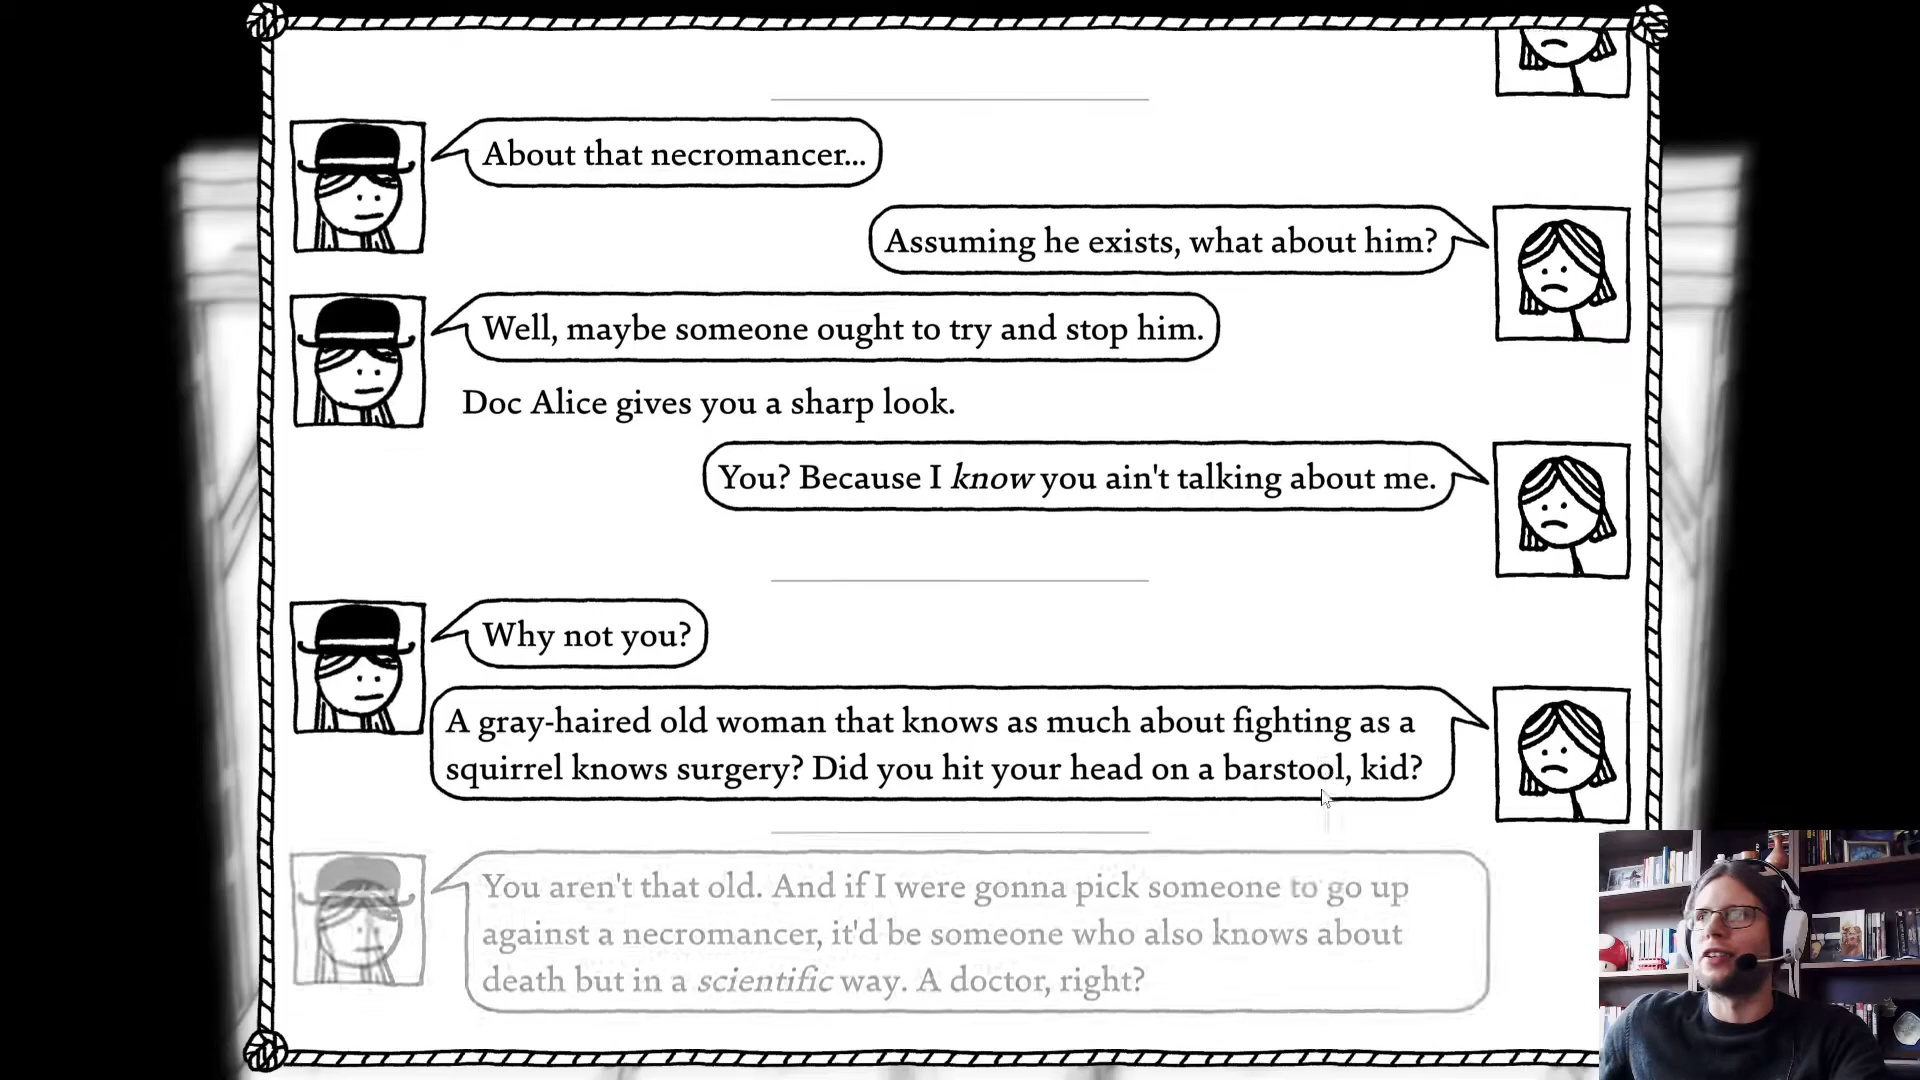 About that necromancer...
Assuming he exists, what about him?
Well, maybe someone ought to try and stop him.
Doc Alice gives you a sharp look.
You? Because I know you ain't talking about me.
Why not you?
A gray-haired old woman that knows as much about fighting as a
squirrel knows surgery? Did you hit your head on a barstool, kid?
You aren't that old. And if I were gonna pick someone to go up
against a necromancer, it'd be someone who also knows about
death but in a scientific way. A doctor, right?